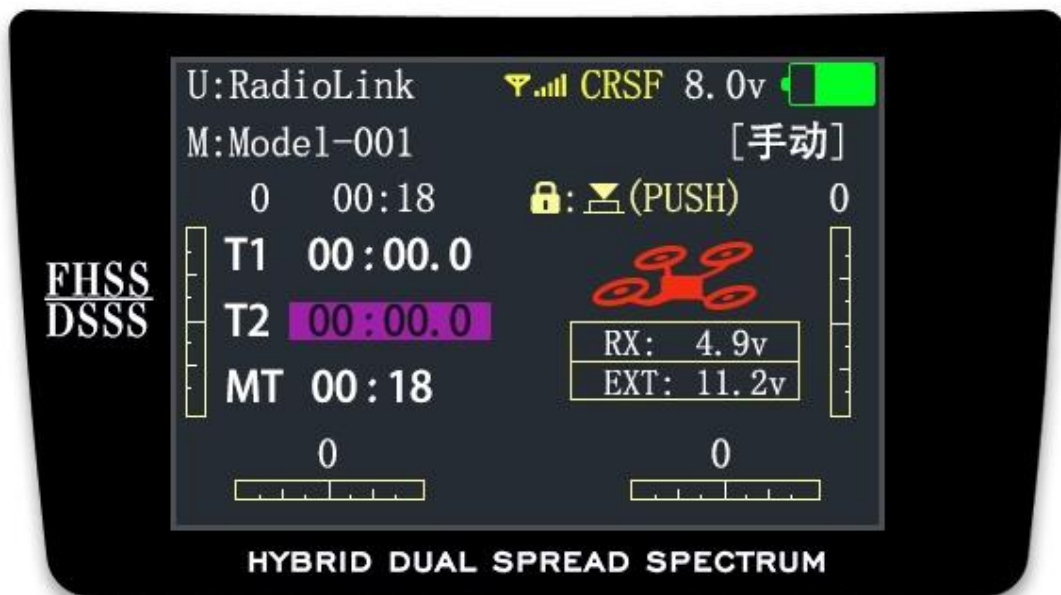 U:RadioLink CRSF 8.0v
M:Model-001 [手动]
0 00:18 :(PUSH) 0
T1 00:00.0
T2 00:00.0
MT 00:18
RX: 4.9v
EXT: 11.2v
FHSS
DSSS
0 0
HYBRID DUAL SPREAD SPECTRUM